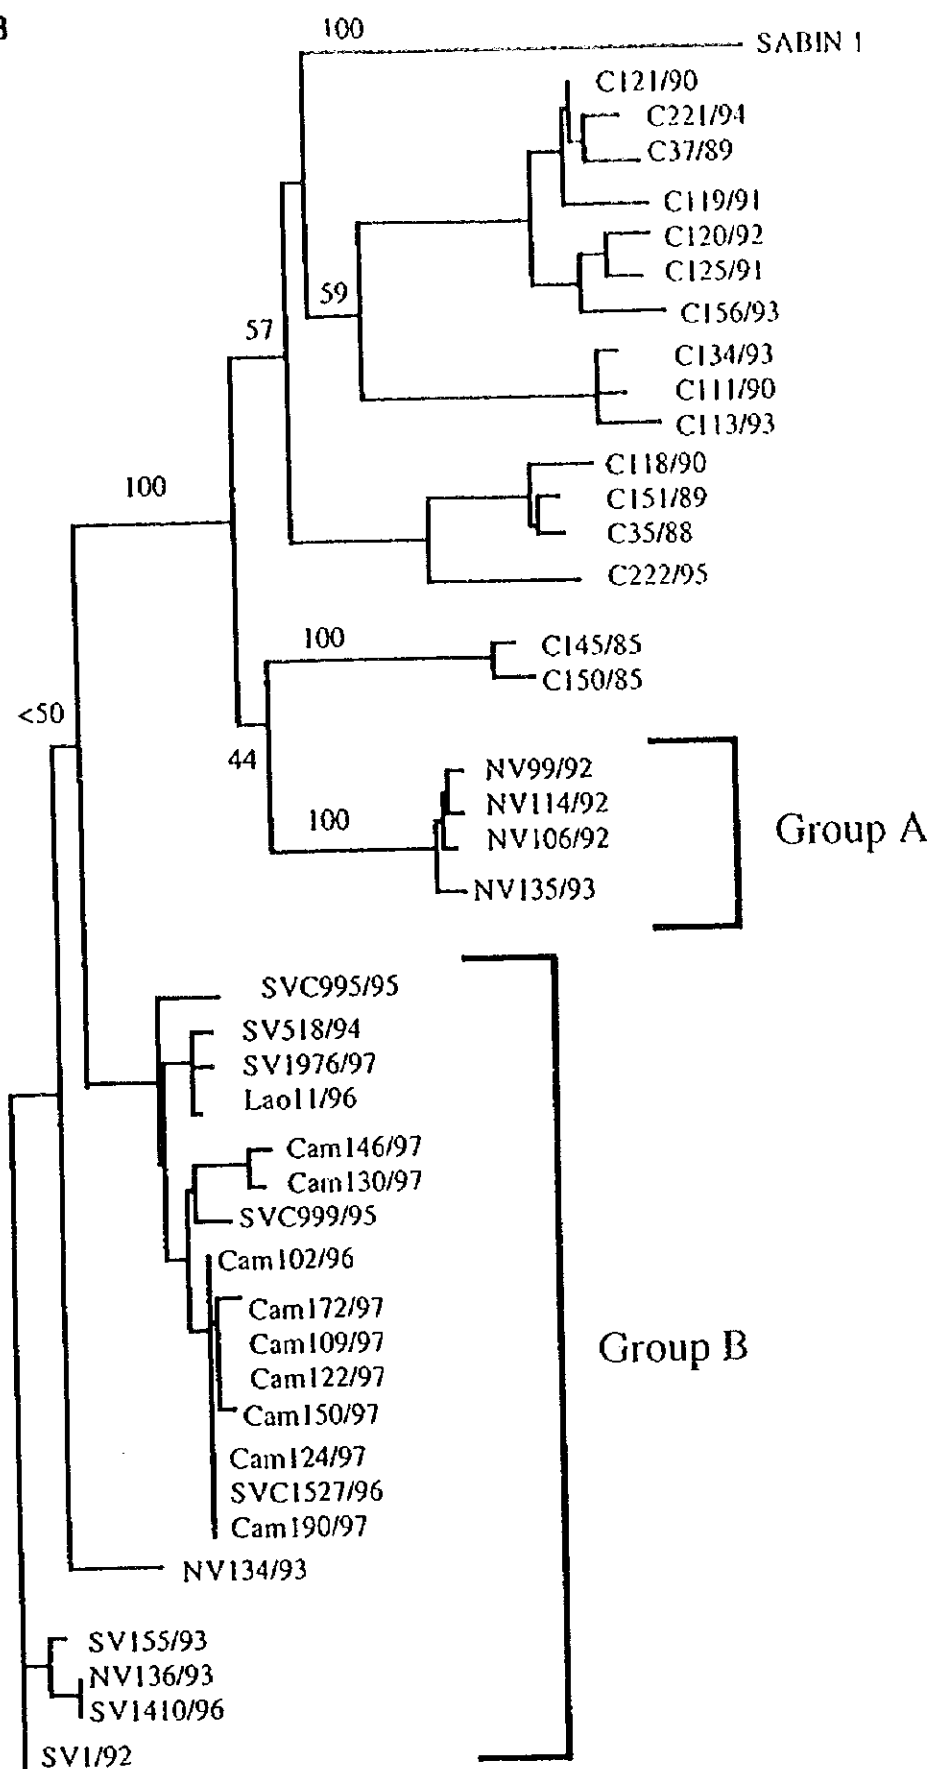 B
100
SABIN 1
C121/90
C221/94
C37/89
C119/91
C120/92
C125/91
59
C156/93
57
C134/93
C111/90
C113/93
C118/90
100
C151/89
C35/88
C222/95
100
C145/85
C150/85
<50
44
NV99/92
NV114/92
100
Group A
NV106/92
NV135/93
SVC995/95
SV518/94
SV1976/97
Lao11/96
Cam146/97
Cam130/97
SVC999/95
Cam102/96
Cam172/97
Cam109/97
Group B
Cam122/97
Cam150/97
Cam124/97
SVC1527/96
Cam190/97
NV134/93
SV155/93
NV136/93
SV1410/96
SV1/92